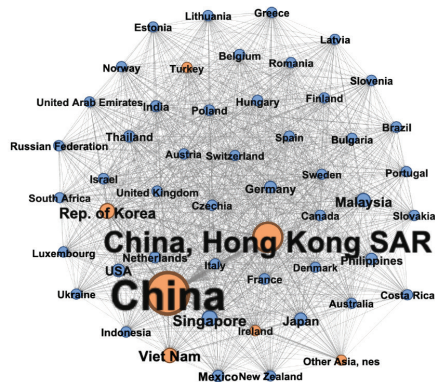 Greece
Lithuania
Estonia
Latvia
Belgium
Norway
Turkey
Romania
Slovenia
United Arab Emirates
India
Poland
Hungary
Finland
Brazil
Thailand
Spain
Bulgaria
Russian Federation
Austria
Switzerland
Israel
Sweden
Portugal
South Africa
United Kingdom
Germany
Malaysia
Rep. of Korea
Czechia
Canada
Slovakia
China, Hong Kong SAR
Luxembourg
Netherlands
Philippines
USA
Italy
Denmark
France
Ukraine
China
Costa Rica
Australia
Indonesia
Singapore
Ireland
Japan
Viet Nam
Other Asia, nes
Mexico
New Zealand